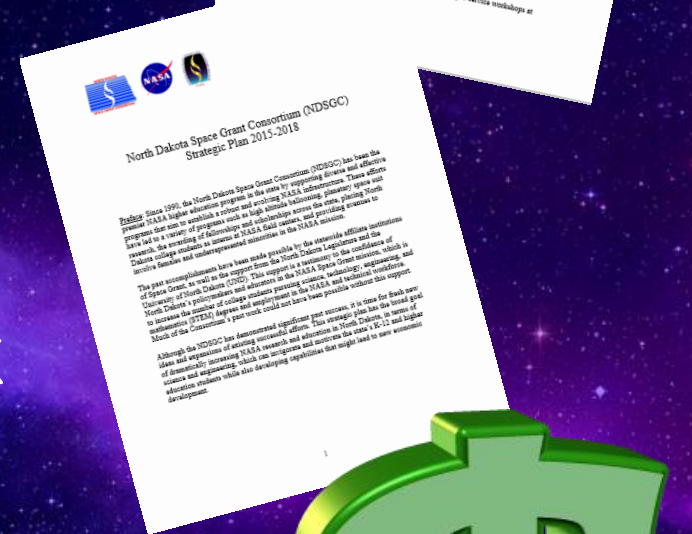 service workshops at
NASA
North Dakota Space Grant Consortium (NDSGC)
Strategic Plan 2015-2018
Preface: Since 1990, the North Dakota Space Grant Consortium (NDSGC) has been the
premier NASA higher education program in the state by supporting diverse and effective
programs that aim to establish a robust and evolving NASA infrastructure. These efforts
have led to a variety of programs such as high altitude ballooning, planetary space suit
research, the awarding of fellowships and scholarships across the state, placing North
Dakota college students as interns at NASA field centers, and providing avenues to
involve females and underrepresented minorities in the NASA mission.
The past accomplishments have been made possible by the statewide affiliate institutions
of Space Grant, as well as the support from the North Dakota Legislature and the
University of North Dakota (UND). This support is a testimony to the confidence of
North Dakota's policymakers and educators in the NASA Space Grant mission, which is
to increase the number of college students pursuing science, technology, engineering, and
mathematics (STEM) degrees and employment in the NASA and technical workforce.
Much of the Consortium's past work could not have been possible without this support.
Although the NDSGC has demonstrated significant past success, it is time for fresh new
ideas and expansions of existing successful efforts. This strategic plan has the broad goal
of dramatically increasing NASA research and education in North Dakota, in terms of
science and engineering, which can invigorate and motivate the state's K-12 and higher
education students while also developing capabilities that might lead to new economic
development.
1